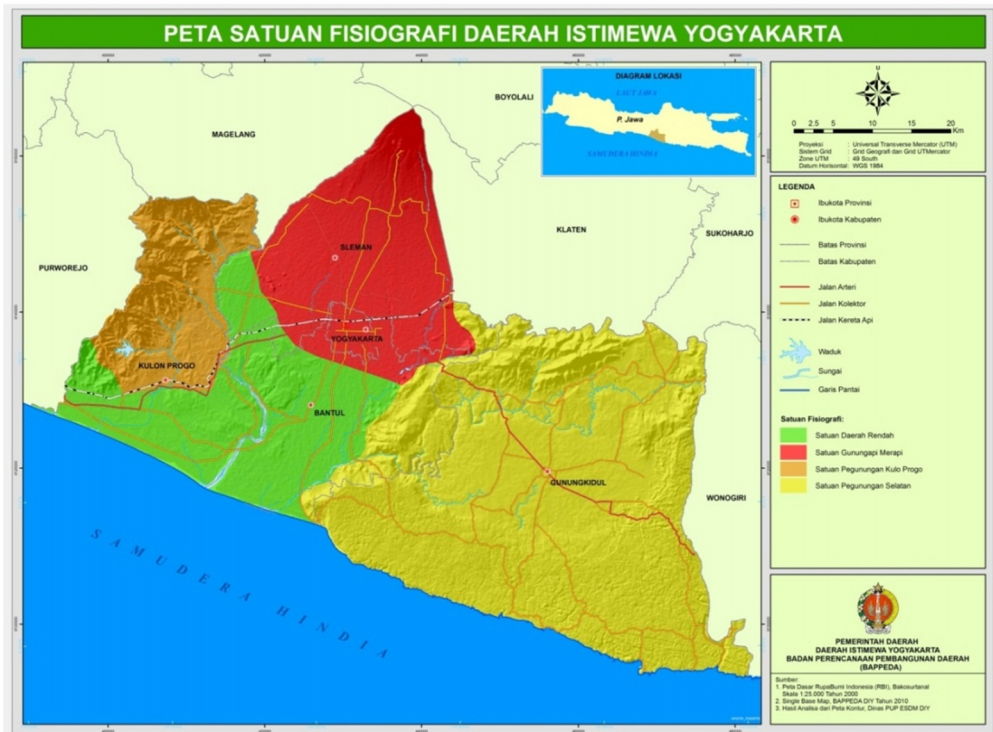 PETA SATUAN FISIOGRAFI DAERAH ISTIMEWA YOGYAKARTA
DIAGRAM LOKASI
LAUT JAWA
P. Jawa
SAMUDERA HINDIA
BOYOLALI
MAGELANG
KLATEN
SUKOHARJO
SLEMAN
PURWOREJO
YOGYAKARTA
KULON PROGO
BANTUL
GUNUNGKIDUL
WONOGIRI
SAMUDERA HINDIA
U
0 2.5 5 10 15 20
Km
Proyeksi : Universal Transverse Mercator (UTM)
Sistem Grid : Grid Geografi dan Grid UTMercator
Zone UTM : 49 South
Datum Horisontal : WGS 1984
LEGENDA
Ibukota Provinsi
Ibukota Kabupaten
Batas Provinsi
Batas Kabupaten
Jalan Arteri
Jalan Kolektor
Jalan Kereta Api
Waduk
Sungai
Garis Pantai
Satuan Fisiografi:
Satuan Daerah Rendah
Satuan Gunungapi Merapi
Satuan Pegunungan Kulo Progo
Satuan Pegunungan Selatan
PEMERINTAH DAERAH
DAERAH ISTIMEWA YOGYAKARTA
BADAN PERENCANAAN PEMBANGUNAN DAERAH
(BAPPEDA)
Sumber:
1. Peta Dasar RupaBumi Indonesia (RBI), Bakosurtanal
Skala 1:25.000 Tahun 2000
2. Single Base Map, BAPPEDA DIY Tahun 2010
3. Hasil Analisa dari Peta Kontur, Dinas PUP ESDM DIY